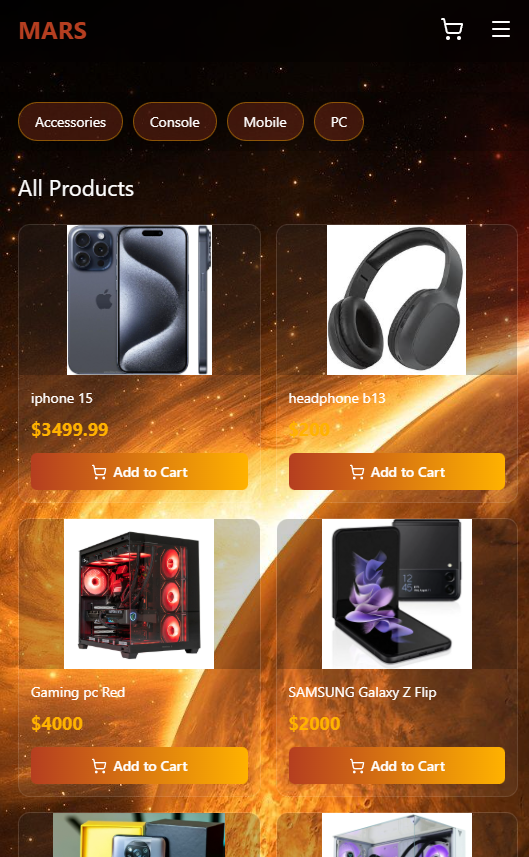 MARS
Accessories
Console
Mobile
PC
All Products
iphone 15
headphone b13
$3499.99
$200
Add to Cart
Add to Cart
Gaming pc Red
SAMSUNG Galaxy Z Flip
$4000
$2000
Add to Cart
Add to Cart